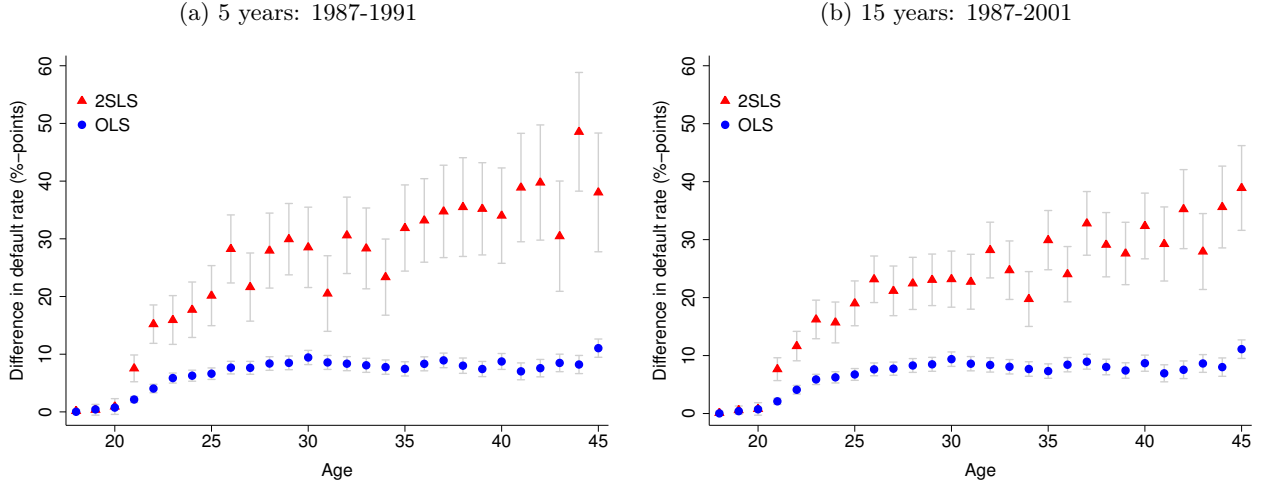 (a) 5 years: 1987-1991
Difference in default rate (%−points)
60
50
40
30
20
10
0
2SLS
OLS
20 25 30 35 40 45
Age
(b) 15 years: 1987-2001
Difference in default rate (%−points)
60
50
40
30
20
10
0
2SLS
OLS
20 25 30 35 40 45
Age